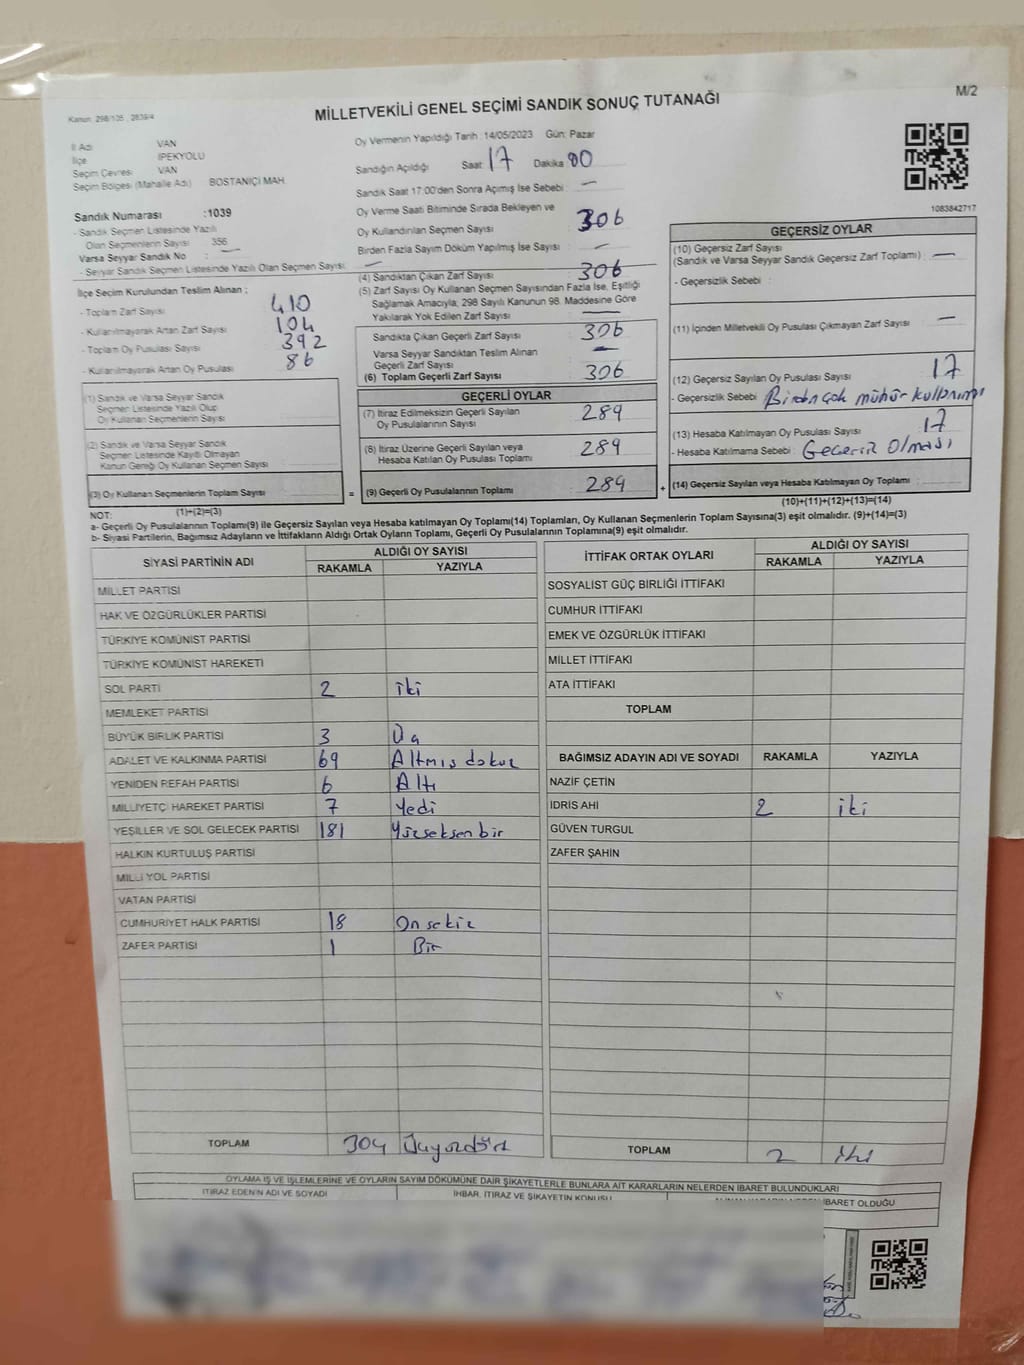 M/2
Kanun: 298/105 , 2839/4
MİLLETVEKİLİ GENEL SEÇİMİ SANDIK SONUÇ TUTANAĞI
İl Adı VAN
İlçe İPEKYOLU
Seçim Çevresi VAN
Seçim Bölgesi (Mahalle Adı) BOSTANİÇİ MAH
Sandık Numarası :1039
- Sandık Seçmen Listesinde Yazılı
Olan Seçmenlerin Sayısı : 356
Varsa Seyyar Sandık No : —
- Seyyar Sandık Seçmen Listesinde Yazılı Olan Seçmen Sayısı: —
İlçe Seçim Kurulundan Teslim Alınan ;
- Toplam Zarf Sayısı 410
- Kullanılmayarak Artan Zarf Sayısı 104
- Toplam Oy Pusulası Sayısı 392
- Kullanılmayarak Artan Oy Pusulası 86
(1) Sandık ve Varsa Seyyar Sandık
Seçmen Listesinde Yazılı Olup
Oy Kullanan Seçmenlerin Sayısı
(2) Sandık ve Varsa Seyyar Sandık
Seçmen Listesinde Kayıtlı Olmayan
Kanun Gereği Oy Kullanan Seçmen Sayısı
(3) Oy Kullanan Seçmenlerin Toplam Sayısı
(1)+(2)=(3)
Oy Vermenin Yapıldığı Tarih: 14/05/2023 Gün: Pazar
Sandığın Açıldığı Saat: 17 Dakika: 00
Sandık Saat 17:00'den Sonra Açımış İse Sebebi : —
Oy Verme Saati Bitiminde Sırada Bekleyen ve
Oy Kullandırılan Seçmen Sayısı : 306
Birden Fazla Sayım Döküm Yapılmış İse Sayısı : —
(4) Sandıktan Çıkan Zarf Sayısı : 306
(5) Zarf Sayısı Oy Kullanan Seçmen Sayısından Fazla İse, Eşitliği
Sağlamak Amacıyla; 298 Sayılı Kanunun 98. Maddesine Göre
Yakılarak Yok Edilen Zarf Sayısı : —
Sandıkta Çıkan Geçerli Zarf Sayısı : 306
Varsa Seyyar Sandıktan Teslim Alınan
Geçerli Zarf Sayısı : —
(6) Toplam Geçerli Zarf Sayısı : 306
GEÇERLİ OYLAR
(7) İtiraz Edilmeksizin Geçerli Sayılan
Oy Pusulalarının Sayısı : 289
(8) İtiraz Üzerine Geçerli Sayılan veya
Hesaba Katılan Oy Pusulası Toplamı : 289
= (9) Geçerli Oy Pusulalarının Toplamı : 289
1083842717
GEÇERSİZ OYLAR
(10) Geçersiz Zarf Sayısı
(Sandık ve Varsa Seyyar Sandık Geçersiz Zarf Toplamı) : —
- Geçersizlik Sebebi :
(11) İçinden Milletvekili Oy Pusulası Çıkmayan Zarf Sayısı : —
(12) Geçersiz Sayılan Oy Pusulası Sayısı : 17
- Geçersizlik Sebebi : Birden çok mühür kullanımı
(13) Hesaba Katılmayan Oy Pusulası Sayısı : 17
- Hesaba Katılmama Sebebi : Geçersiz Olması
+ (14) Geçersiz Sayılan veya Hesaba Katılmayan Oy Toplamı :
(10)+(11)+(12)+(13)=(14)
NOT:
a- Geçerli Oy Pusulalarının Toplamı(9) ile Geçersiz Sayılan veya Hesaba katılmayan Oy Toplamı(14) Toplamları, Oy Kullanan Seçmenlerin Toplam Sayısına(3) eşit olmalıdır. (9)+(14)=(3)
b- Siyasi Partilerin, Bağımsız Adayların ve İttifakların Aldığı Ortak Oyların Toplamı, Geçerli Oy Pusulalarının Toplamına(9) eşit olmalıdır.
SİYASİ PARTİNİN ADI ALDIĞI OY SAYISI
RAKAMLA YAZIYLA
MİLLET PARTİSİ
HAK VE ÖZGÜRLÜKLER PARTİSİ
TÜRKİYE KOMÜNİST PARTİSİ
TÜRKİYE KOMÜNİST HAREKETİ
SOL PARTİ 2 iki
MEMLEKET PARTİSİ
BÜYÜK BİRLİK PARTİSİ 3 Üç
ADALET VE KALKINMA PARTİSİ 69 Altmış dokuz
YENİDEN REFAH PARTİSİ 6 Altı
MİLLİYETÇİ HAREKET PARTİSİ 7 Yedi
YEŞİLLER VE SOL GELECEK PARTİSİ 181 Yüzseksenbir
HALKIN KURTULUŞ PARTİSİ
MİLLİ YOL PARTİSİ
VATAN PARTİSİ
CUMHURİYET HALK PARTİSİ 18 Onsekiz
ZAFER PARTİSİ 1 Bir
TOPLAM 304 Üçyüzdört
İTTİFAK ORTAK OYLARI ALDIĞI OY SAYISI
RAKAMLA YAZIYLA
SOSYALİST GÜÇ BİRLİĞİ İTTİFAKI
CUMHUR İTTİFAKI
EMEK VE ÖZGÜRLÜK İTTİFAKI
MİLLET İTTİFAKI
ATA İTTİFAKI
TOPLAM
BAĞIMSIZ ADAYIN ADI VE SOYADI RAKAMLA YAZIYLA
NAZİF ÇETİN
İDRİS AHİ 2 iki
GÜVEN TURGUL
ZAFER ŞAHİN
TOPLAM 2 iki
OYLAMA İŞ VE İŞLEMLERİNE VE OYLARIN SAYIM DÖKÜMÜNE DAİR ŞİKAYETLERLE BUNLARA AİT KARARLARIN NELERDEN İBARET BULUNDUKLARI
İTİRAZ EDENİN ADI VE SOYADI İHBAR, İTİRAZ VE ŞİKAYETİN KONUSU İBARET OLDUĞU